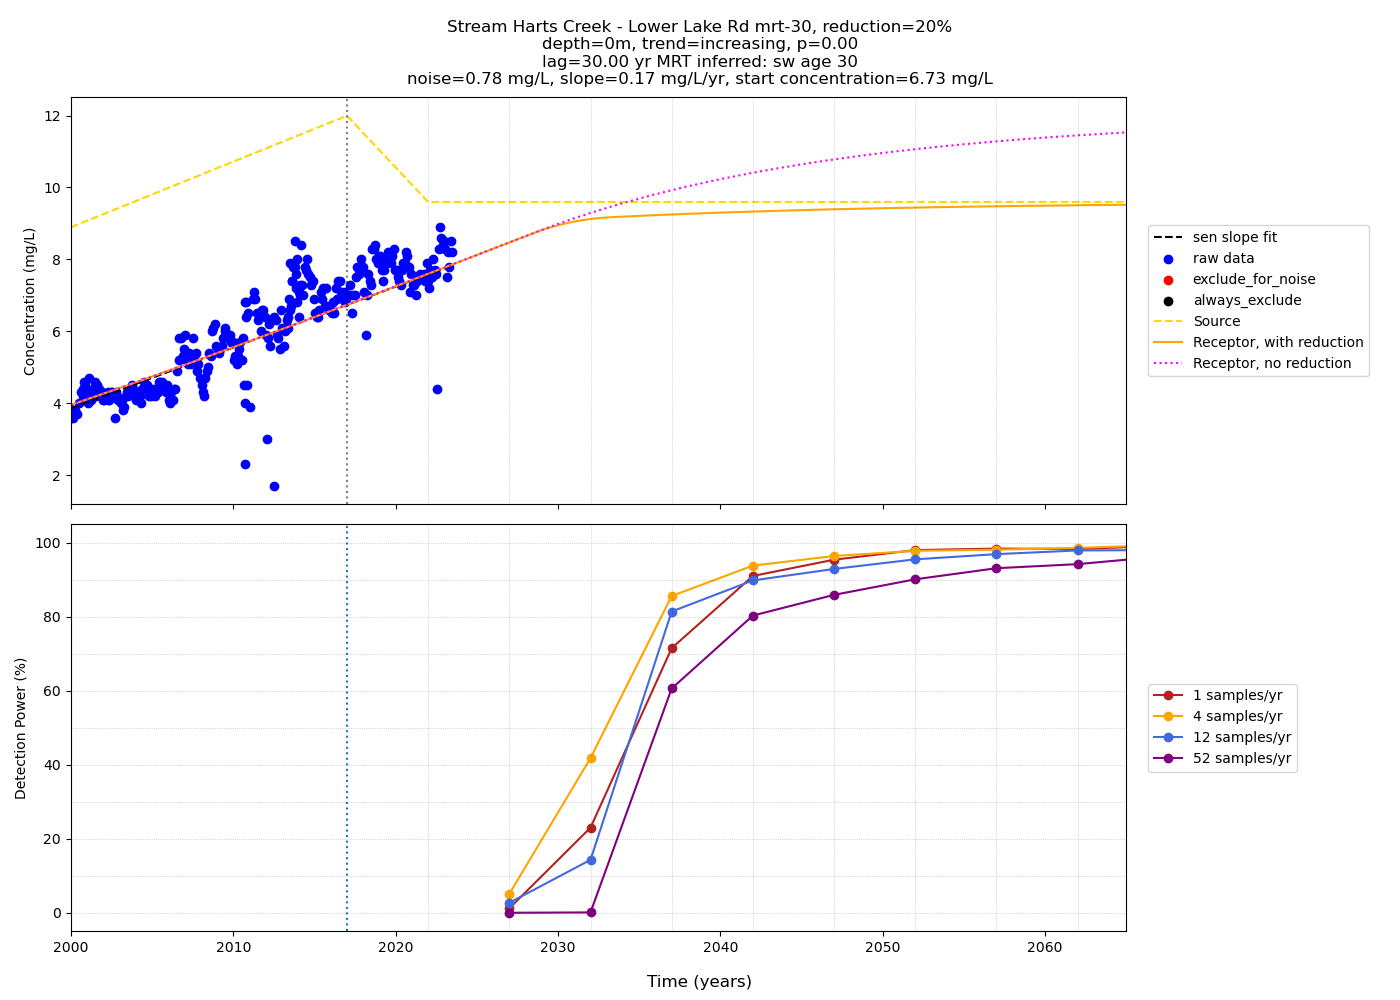 Stream Harts Creek - Lower Lake Rd mrt-30, reduction=20%
depth=0m, trend=increasing, p=0.00
lag=30.00 yr MRT inferred: sw age 30
noise=0.78 mg/L, slope=0.17 mg/L/yr, start concentration=6.73 mg/L
Concentration (mg/L)
12
10
8
6
4
2
sen slope fit
raw data
exclude_for_noise
always_exclude
Source
Receptor, with reduction
Receptor, no reduction
Detection Power (%)
100
80
60
40
20
0
1 samples/yr
4 samples/yr
12 samples/yr
52 samples/yr
2000 2010 2020 2030 2040 2050 2060
Time (years)